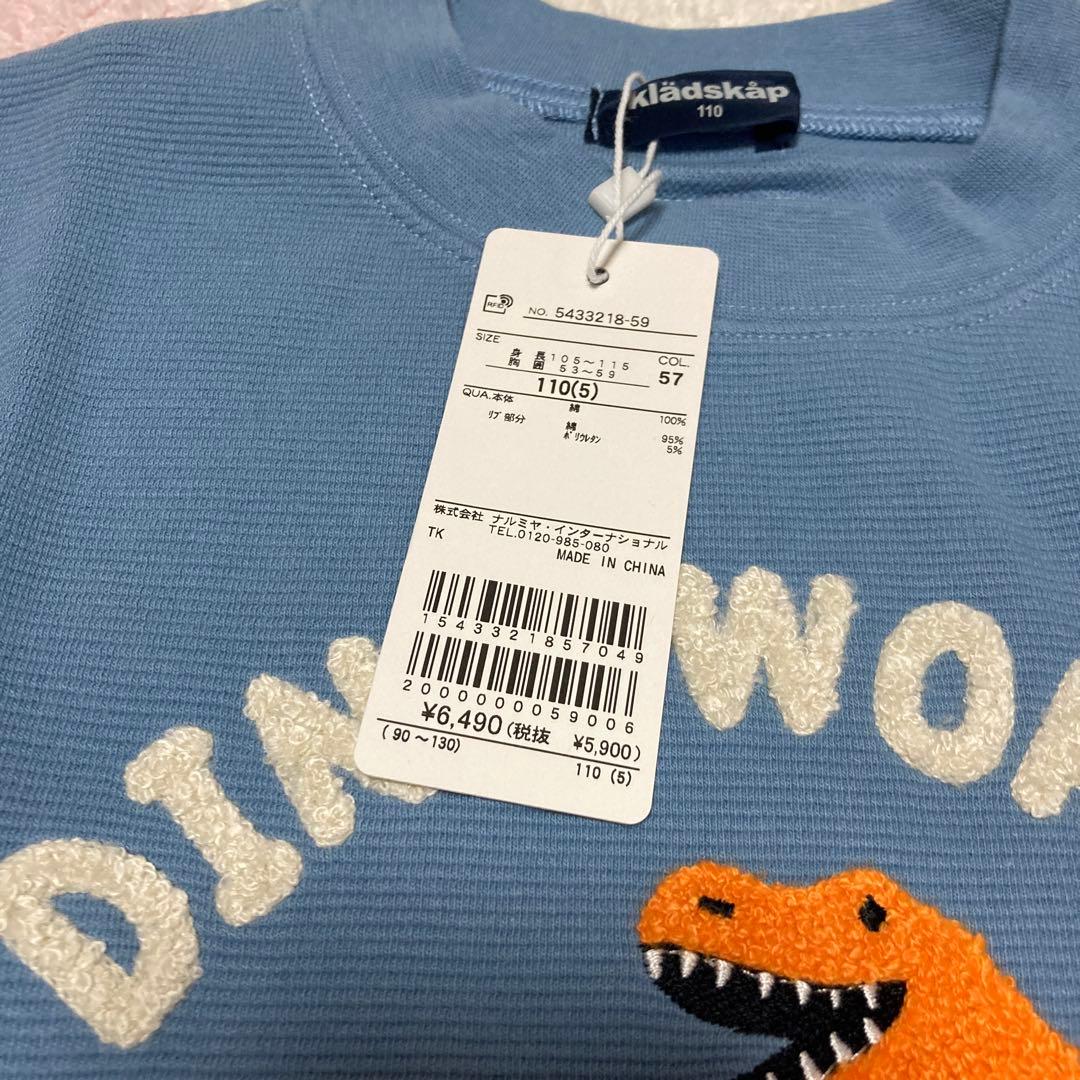 klädskåp
110
RFID
NO. 5433218-59
SIZE
身 長 105～115
胸 囲 53～59
COL.
57
110(5)
QUA.本体 綿 100%
ﾘﾌﾞ部分 綿 95%
ﾎﾟﾘｳﾚﾀﾝ 5%
株式会社 ナルミヤ・インターナショナル
TK TEL.0120-985-080
MADE IN CHINA
1543321857049
2000000059006
¥6,490(税抜 ¥5,900)
(90～130)
110 (5)
DIN WO